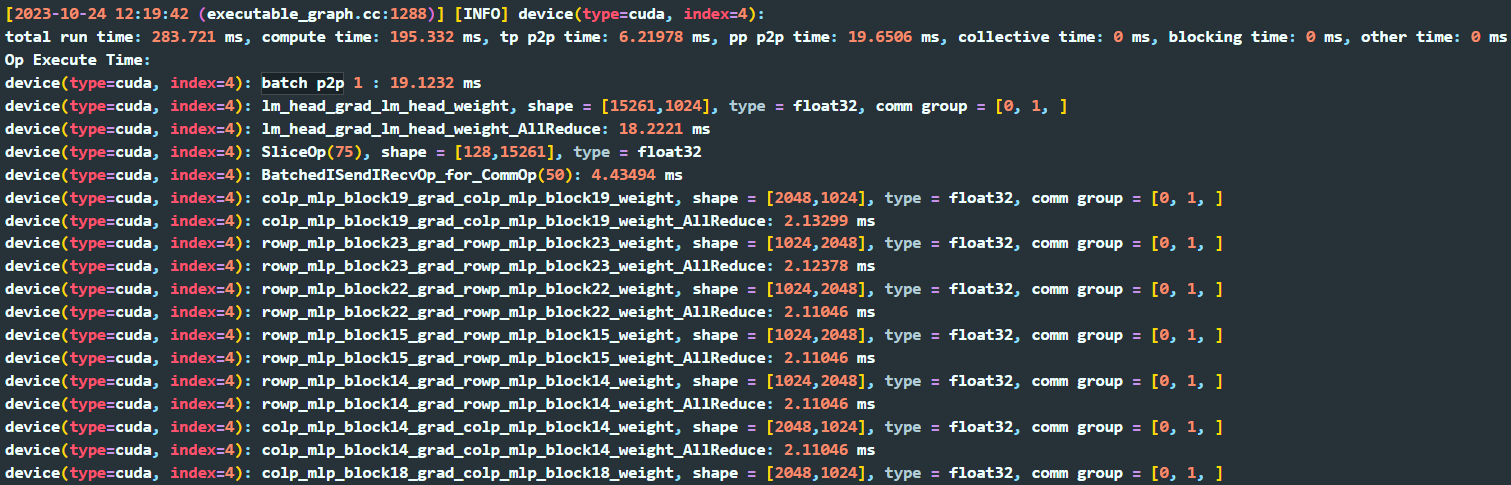 [2023-10-24 12:19:42 (executable_graph.cc:1288)] [INFO] device(type=cuda, index=4):
total run time: 283.721 ms, compute time: 195.332 ms, tp p2p time: 6.21978 ms, pp p2p time: 19.6506 ms, collective time: 0 ms, blocking time: 0 ms, other time: 0 ms
Op Execute Time:
device(type=cuda, index=4): batch p2p 1 : 19.1232 ms
device(type=cuda, index=4): lm_head_grad_lm_head_weight, shape = [15261,1024], type = float32, comm group = [0, 1, ]
device(type=cuda, index=4): lm_head_grad_lm_head_weight_AllReduce: 18.2221 ms
device(type=cuda, index=4): SliceOp(75), shape = [128,15261], type = float32
device(type=cuda, index=4): BatchedISendIRecvOp_for_CommOp(50): 4.43494 ms
device(type=cuda, index=4): colp_mlp_block19_grad_colp_mlp_block19_weight, shape = [2048,1024], type = float32, comm group = [0, 1, ]
device(type=cuda, index=4): colp_mlp_block19_grad_colp_mlp_block19_weight_AllReduce: 2.13299 ms
device(type=cuda, index=4): rowp_mlp_block23_grad_rowp_mlp_block23_weight, shape = [1024,2048], type = float32, comm group = [0, 1, ]
device(type=cuda, index=4): rowp_mlp_block23_grad_rowp_mlp_block23_weight_AllReduce: 2.12378 ms
device(type=cuda, index=4): rowp_mlp_block22_grad_rowp_mlp_block22_weight, shape = [1024,2048], type = float32, comm group = [0, 1, ]
device(type=cuda, index=4): rowp_mlp_block22_grad_rowp_mlp_block22_weight_AllReduce: 2.11046 ms
device(type=cuda, index=4): rowp_mlp_block15_grad_rowp_mlp_block15_weight, shape = [1024,2048], type = float32, comm group = [0, 1, ]
device(type=cuda, index=4): rowp_mlp_block15_grad_rowp_mlp_block15_weight_AllReduce: 2.11046 ms
device(type=cuda, index=4): rowp_mlp_block14_grad_rowp_mlp_block14_weight, shape = [1024,2048], type = float32, comm group = [0, 1, ]
device(type=cuda, index=4): rowp_mlp_block14_grad_rowp_mlp_block14_weight_AllReduce: 2.11046 ms
device(type=cuda, index=4): colp_mlp_block14_grad_colp_mlp_block14_weight, shape = [2048,1024], type = float32, comm group = [0, 1, ]
device(type=cuda, index=4): colp_mlp_block14_grad_colp_mlp_block14_weight_AllReduce: 2.11046 ms
device(type=cuda, index=4): colp_mlp_block18_grad_colp_mlp_block18_weight, shape = [2048,1024], type = float32, comm group = [0, 1, ]